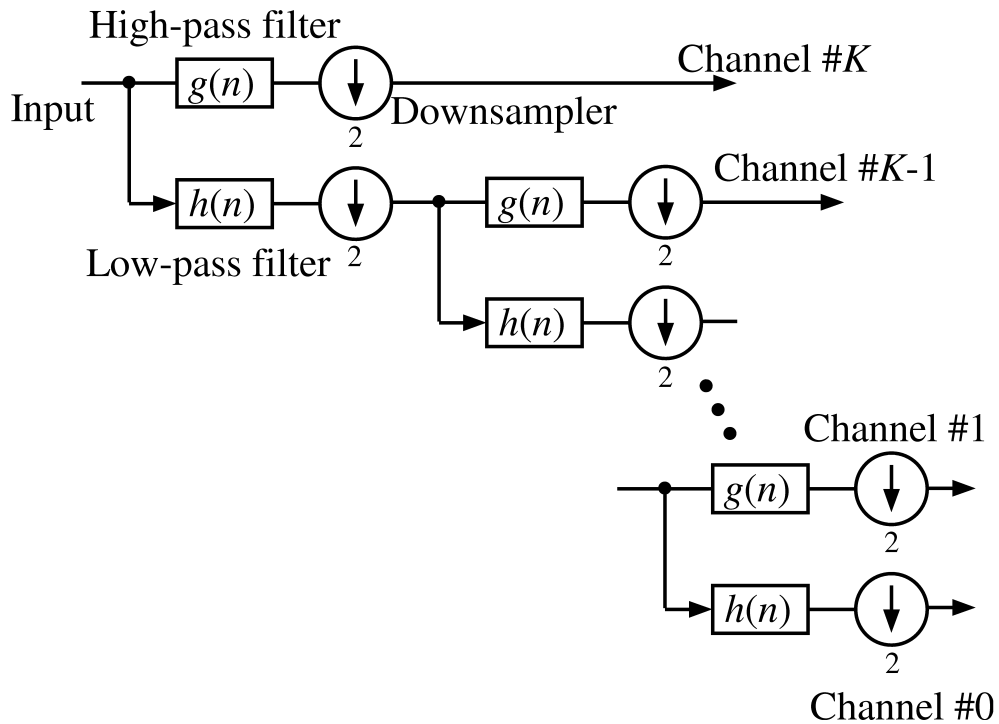 High-pass filter
g(n)
2
Channel #K
Input
Downsampler
h(n)
2
Low-pass filter
g(n)
2
Channel #K-1
h(n)
2
Channel #1
g(n)
2
h(n)
2
Channel #0